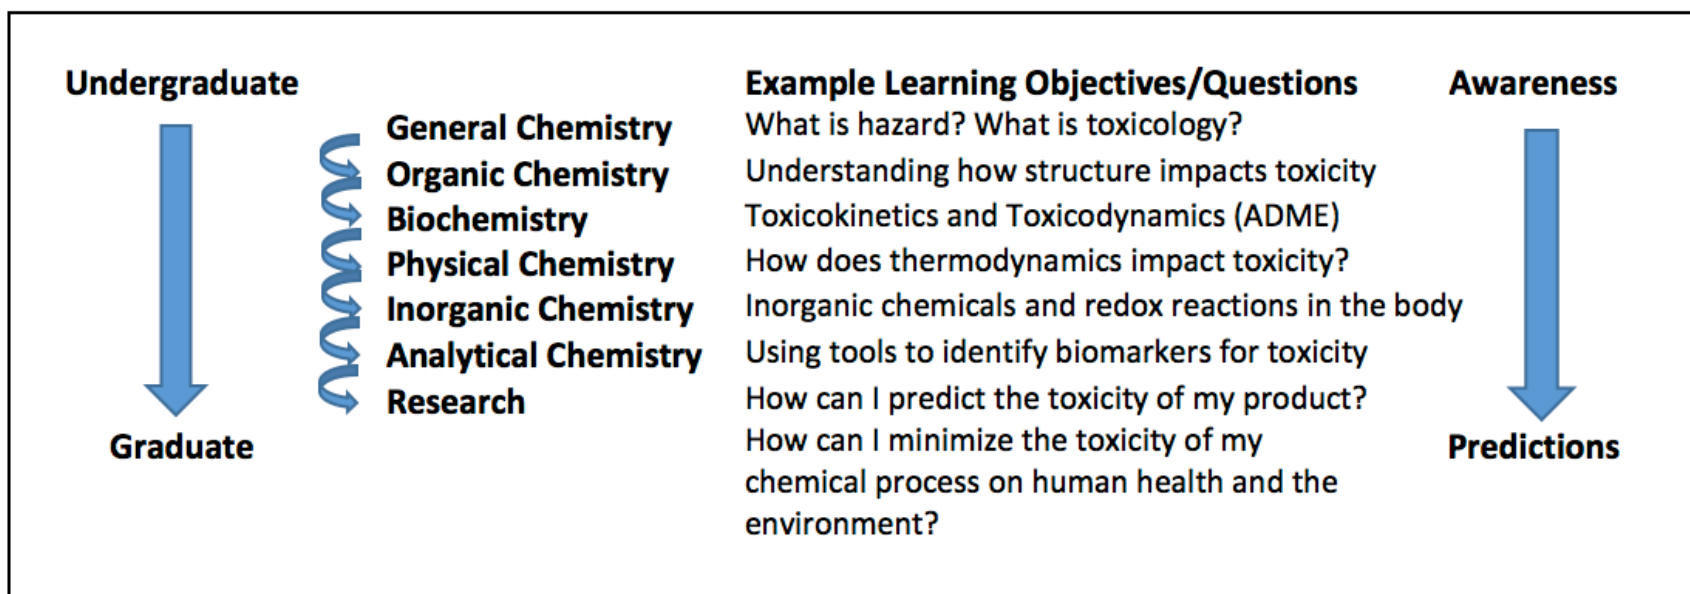 Undergraduate
Example Learning Objectives/Questions
Awareness
General Chemistry
What is hazard? What is toxicology?
Organic Chemistry
Understanding how structure impacts toxicity
Biochemistry
Toxicokinetics and Toxicodynamics (ADME)
Physical Chemistry
How does thermodynamics impact toxicity?
Inorganic Chemistry
Inorganic chemicals and redox reactions in the body
Analytical Chemistry
Using tools to identify biomarkers for toxicity
Research
How can I predict the toxicity of my product?
Graduate
How can I minimize the toxicity of my
chemical process on human health and the
environment?
Predictions